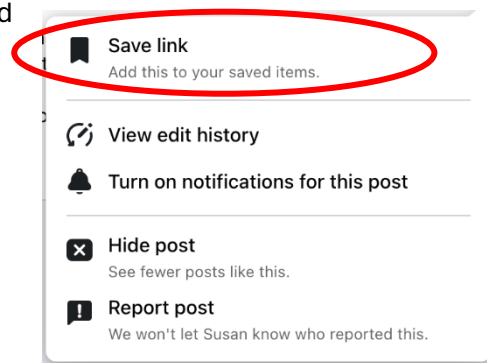 d
Save link
Add this to your saved items.
View edit history
Turn on notifications for this post
Hide post
See fewer posts like this.
Report post
We won't let Susan know who reported this.